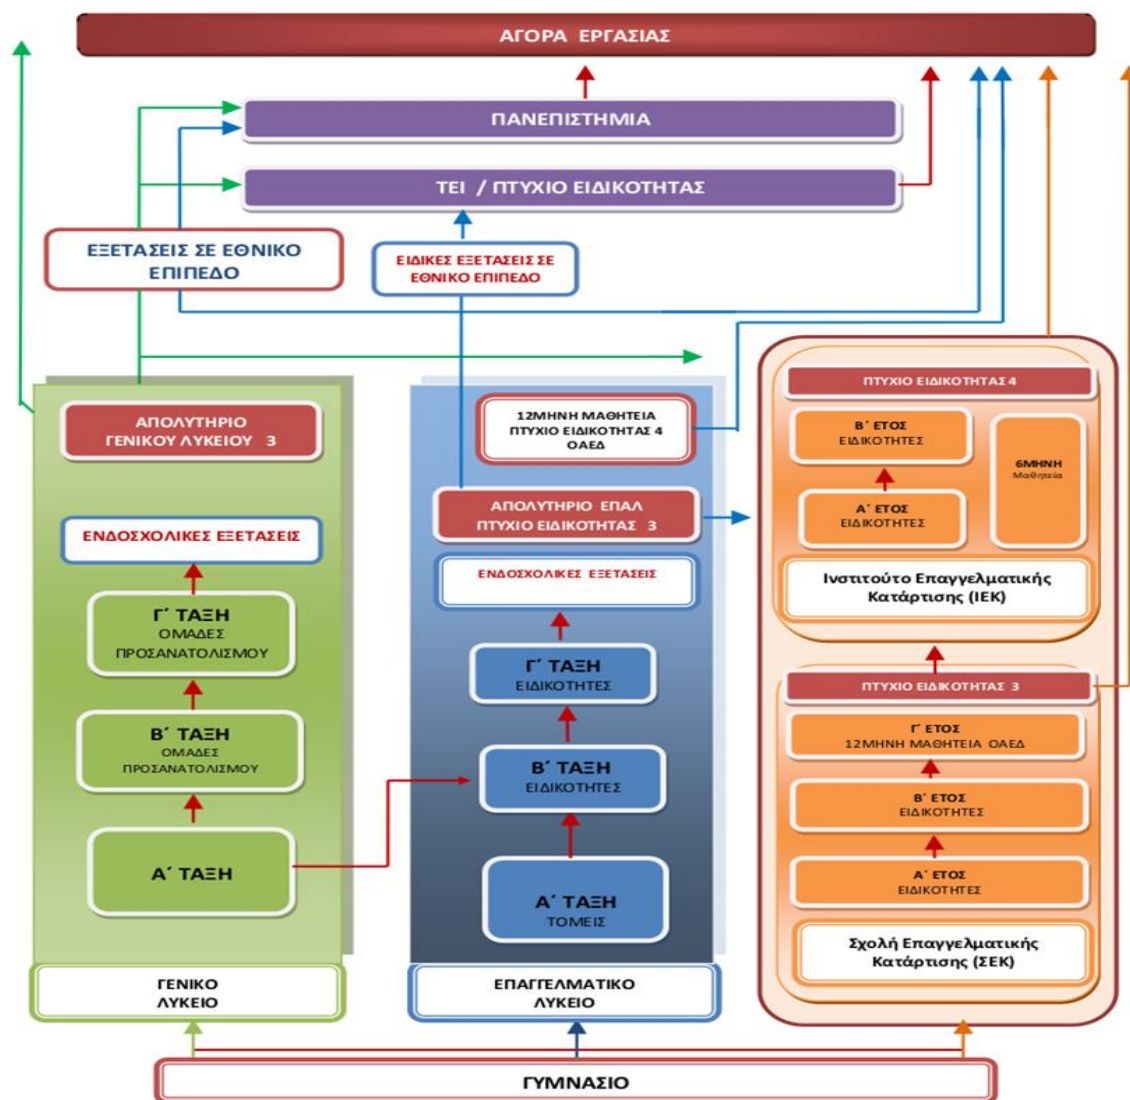 ΑΓΟΡΑ ΕΡΓΑΣΙΑΣ
ΠΑΝΕΠΙΣΤΗΜΙΑ
ΤΕΙ / ΠΤΥΧΙΟ ΕΙΔΙΚΟΤΗΤΑΣ
ΕΞΕΤΑΣΕΙΣ ΣΕ ΕΘΝΙΚΟ
ΕΠΙΠΕΔΟ
ΕΙΔΙΚΕΣ ΕΞΕΤΑΣΕΙΣ ΣΕ
ΕΘΝΙΚΟ ΕΠΙΠΕΔΟ
ΑΠΟΛΥΤΗΡΙΟ
ΓΕΝΙΚΟΥ ΛΥΚΕΙΟΥ 3
ΕΝΔΟΣΧΟΛΙΚΕΣ ΕΞΕΤΑΣΕΙΣ
Γ΄ ΤΑΞΗ
ΟΜΑΔΕΣ
ΠΡΟΣΑΝΑΤΟΛΙΣΜΟΥ
Β΄ ΤΑΞΗ
ΟΜΑΔΕΣ
ΠΡΟΣΑΝΑΤΟΛΙΣΜΟΥ
Α΄ ΤΑΞΗ
ΓΕΝΙΚΟ
ΛΥΚΕΙΟ
12ΜΗΝΗ ΜΑΘΗΤΕΙΑ
ΠΤΥΧΙΟ ΕΙΔΙΚΟΤΗΤΑΣ 4
ΟΑΕΔ
ΑΠΟΛΥΤΗΡΙΟ ΕΠΑΛ
ΠΤΥΧΙΟ ΕΙΔΙΚΟΤΗΤΑΣ 3
ΕΝΔΟΣΧΟΛΙΚΕΣ ΕΞΕΤΑΣΕΙΣ
Γ΄ ΤΑΞΗ
ΕΙΔΙΚΟΤΗΤΕΣ
Β΄ ΤΑΞΗ
ΕΙΔΙΚΟΤΗΤΕΣ
Α΄ ΤΑΞΗ
ΤΟΜΕΙΣ
ΕΠΑΓΓΕΛΜΑΤΙΚΟ
ΛΥΚΕΙΟ
ΠΤΥΧΙΟ ΕΙΔΙΚΟΤΗΤΑΣ 4
Β΄ ΕΤΟΣ
ΕΙΔΙΚΟΤΗΤΕΣ
6ΜΗΝΗ
Μαθητεία
Α΄ ΕΤΟΣ
ΕΙΔΙΚΟΤΗΤΕΣ
Ινστιτούτο Επαγγελματικής
Κατάρτισης (ΙΕΚ)
ΠΤΥΧΙΟ ΕΙΔΙΚΟΤΗΤΑΣ 3
Γ΄ ΕΤΟΣ
12ΜΗΝΗ ΜΑΘΗΤΕΙΑ ΟΑΕΔ
Β΄ ΕΤΟΣ
ΕΙΔΙΚΟΤΗΤΕΣ
Α΄ ΕΤΟΣ
ΕΙΔΙΚΟΤΗΤΕΣ
Σχολή Επαγγελματικής
Κατάρτισης (ΣΕΚ)
ΓΥΜΝΑΣΙΟ